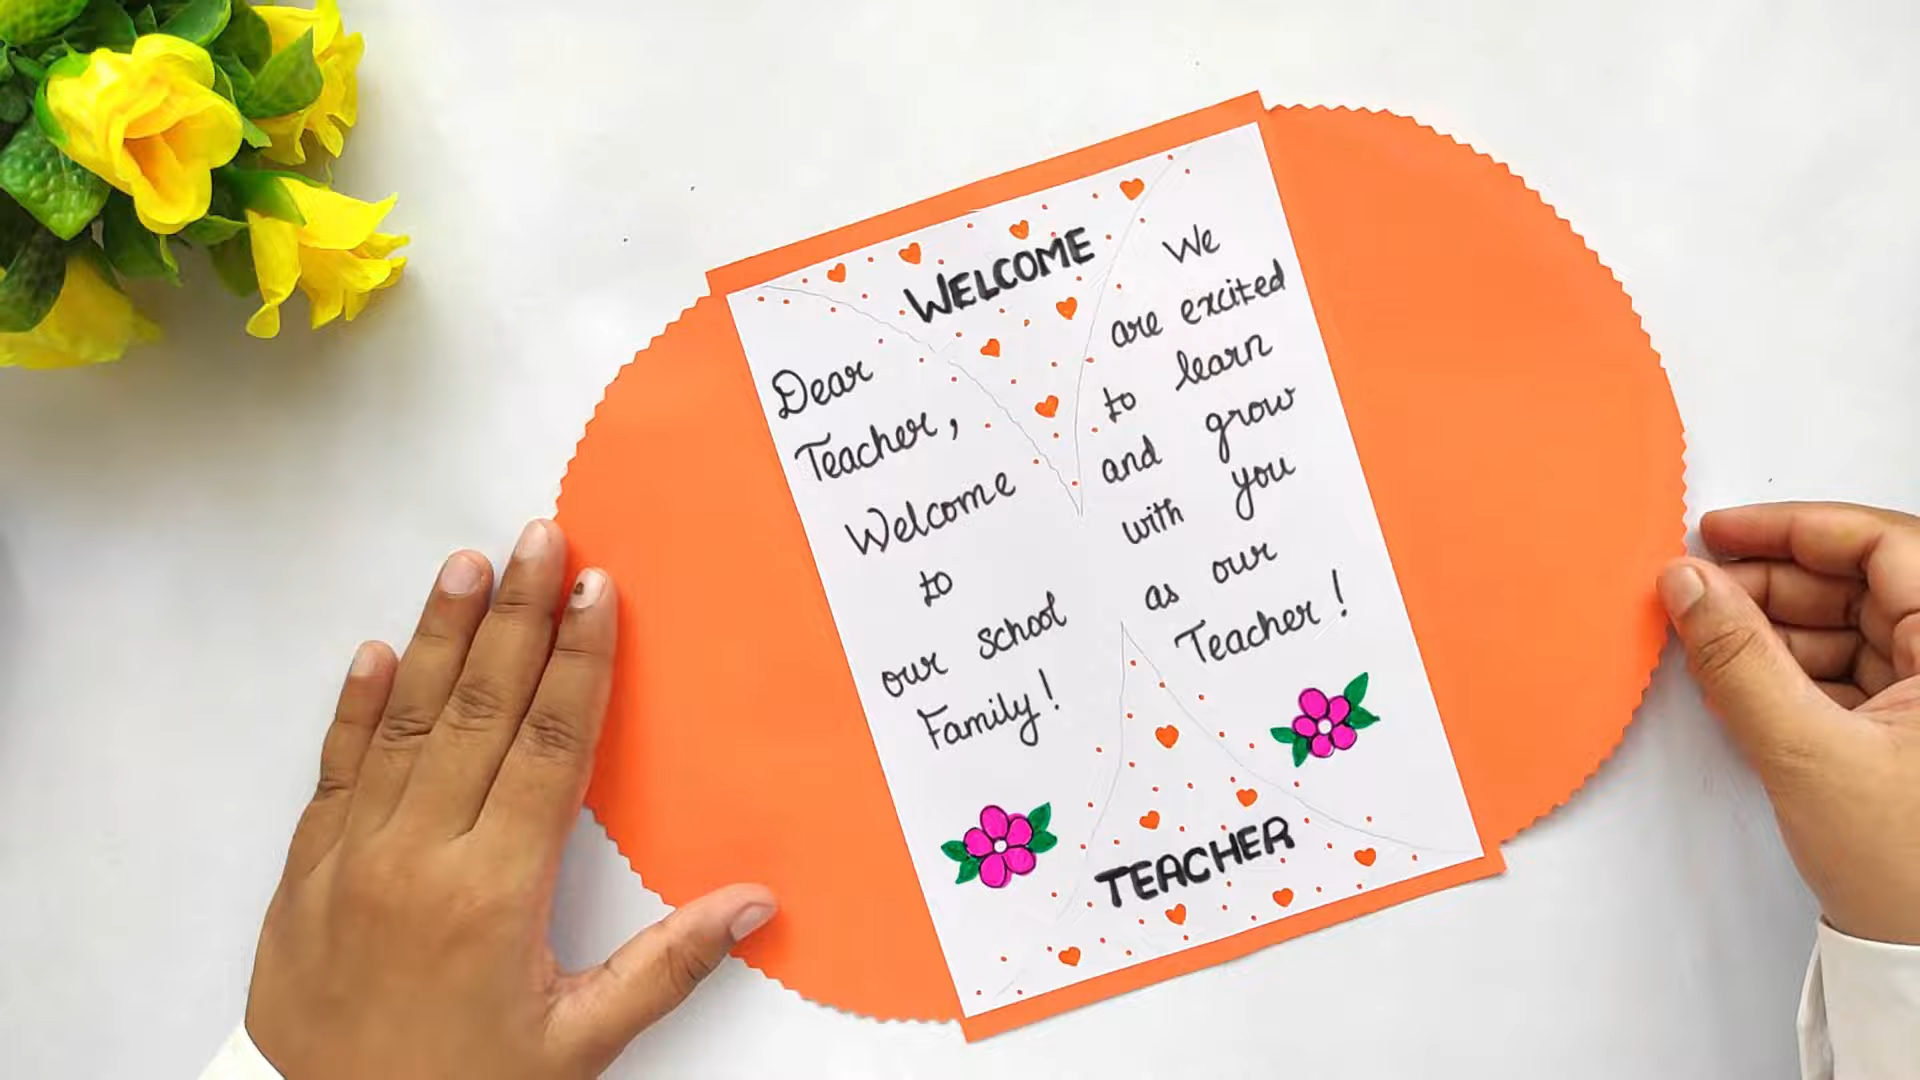 WELCOME
Dear
Teacher,
Welcome
to
our school
Family!
We
are excited
to learn
and grow
with you
as our
Teacher!
TEACHER